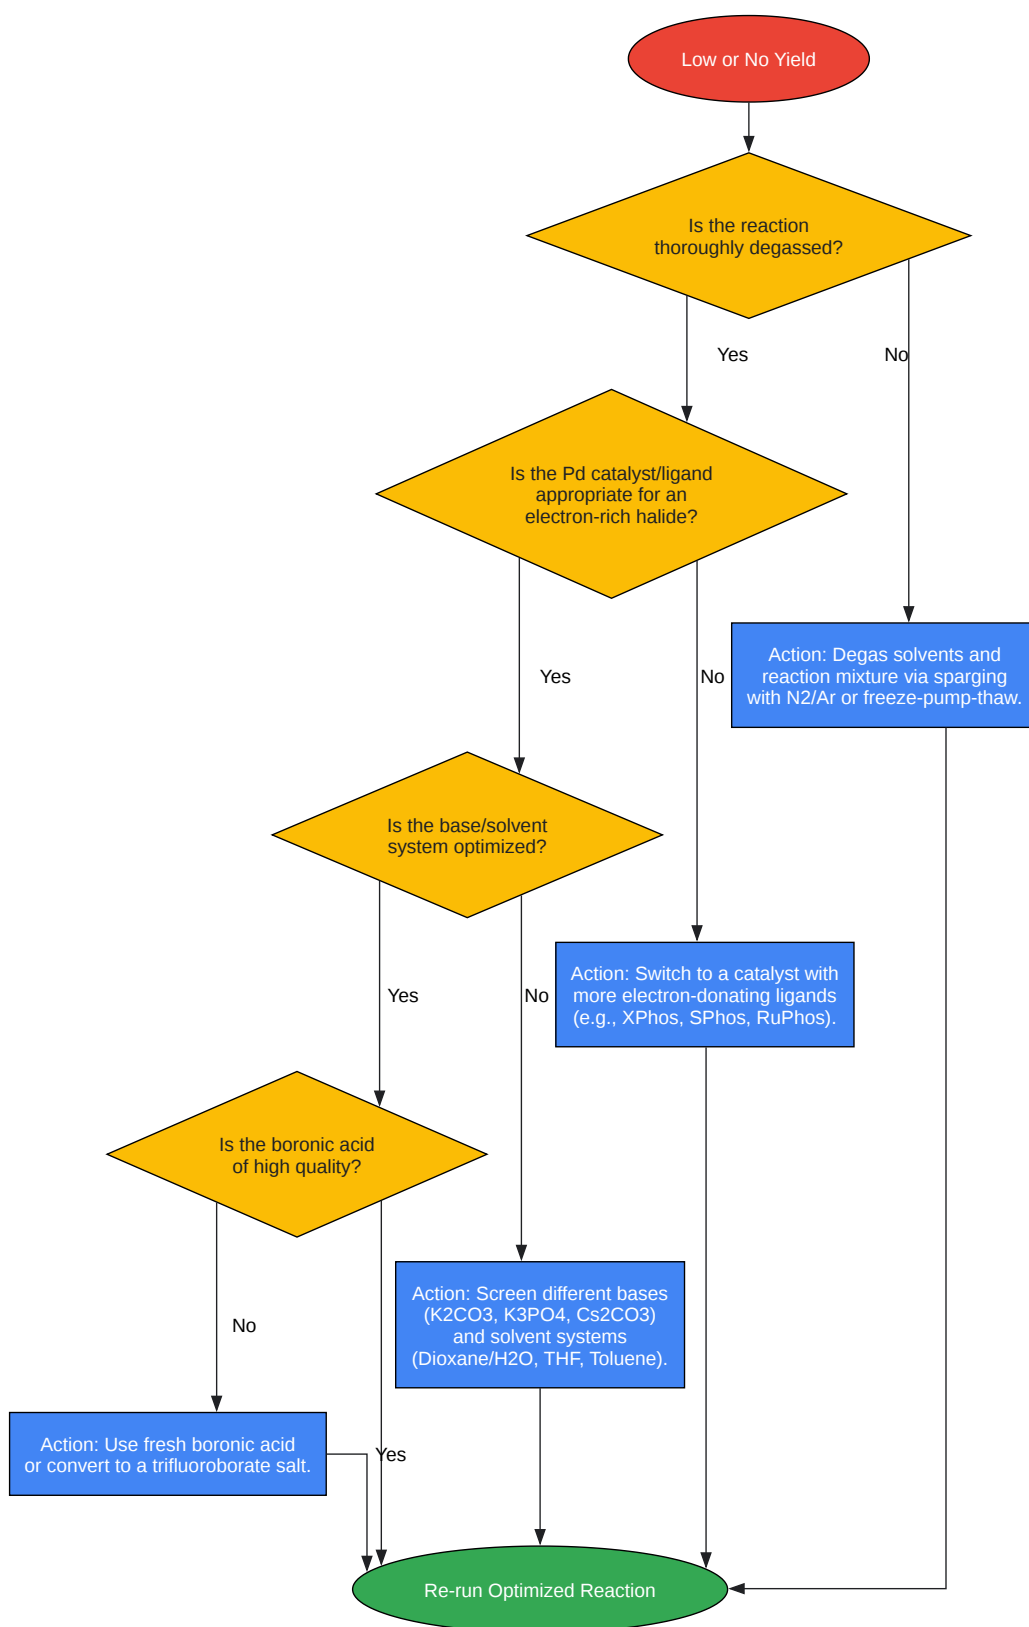 Low or No Yield
Is the reaction
thoroughly degassed?
Yes
No
Is the Pd catalyst/ligand
appropriate for an
electron-rich halide?
Action: Degas solvents and
reaction mixture via sparging
with N2/Ar or freeze-pump-thaw.
Yes
No
Is the base/solvent
system optimized?
Action: Switch to a catalyst with
more electron-donating ligands
(e.g., XPhos, SPhos, RuPhos).
Yes
No
Is the boronic acid
of high quality?
Action: Screen different bases
(K2CO3, K3PO4, Cs2CO3)
and solvent systems
(Dioxane/H2O, THF, Toluene).
No
Action: Use fresh boronic acid
or convert to a trifluoroborate salt.
Yes
Re-run Optimized Reaction